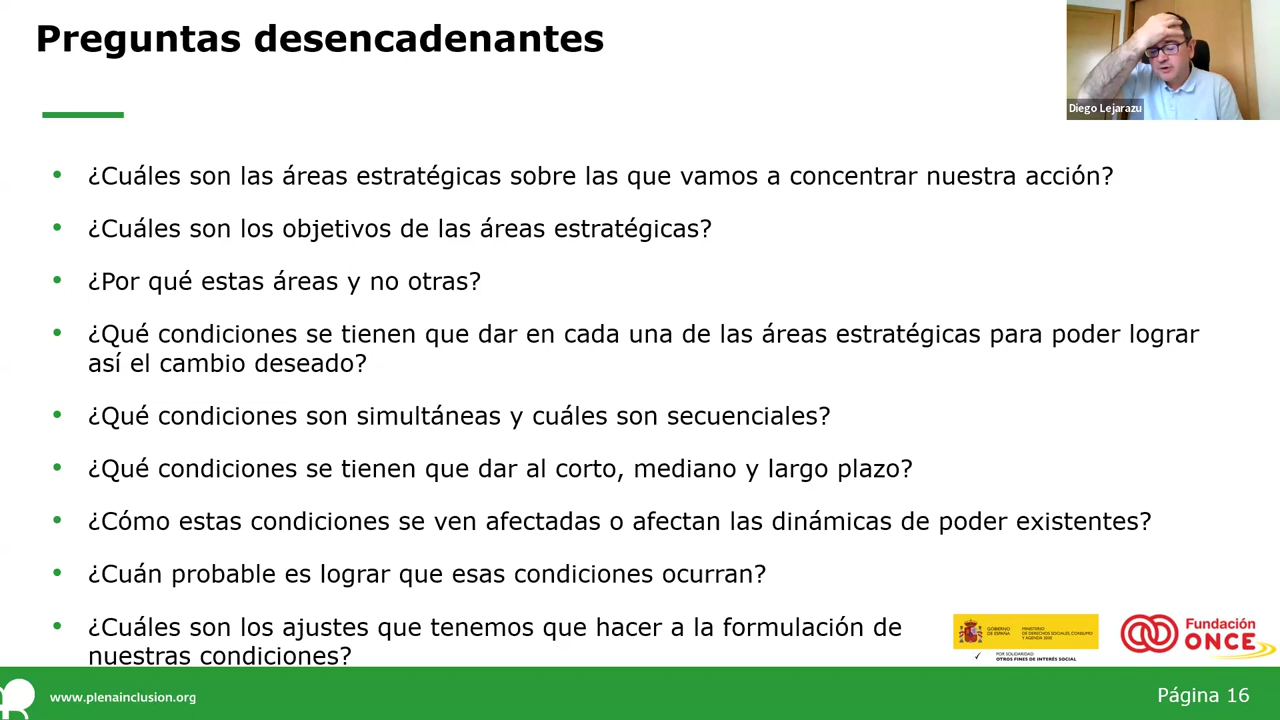 Preguntas desencadenantes
Diego Lejarazu
• ¿Cuáles son las áreas estratégicas sobre las que vamos a concentrar nuestra acción?
• ¿Cuáles son los objetivos de las áreas estratégicas?
• ¿Por qué estas áreas y no otras?
• ¿Qué condiciones se tienen que dar en cada una de las áreas estratégicas para poder lograr
así el cambio deseado?
• ¿Qué condiciones son simultáneas y cuáles son secuenciales?
• ¿Qué condiciones se tienen que dar al corto, mediano y largo plazo?
• ¿Cómo estas condiciones se ven afectadas o afectan las dinámicas de poder existentes?
• ¿Cuán probable es lograr que esas condiciones ocurran?
• ¿Cuáles son los ajustes que tenemos que hacer a la formulación de
nuestras condiciones?
GOBIERNO
DE ESPAÑA
MINISTERIO
DE DERECHOS SOCIALES, CONSUMO
Y AGENDA 2030
POR SOLIDARIDAD
OTROS FINES DE INTERÉS SOCIAL
Fundación
ONCE
www.plenainclusion.org
Página 16